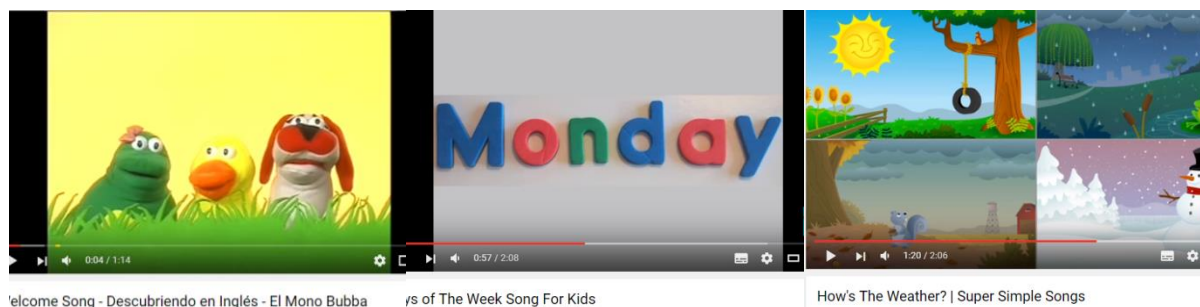 Monday
0:04 / 1:14
0:57 / 2:08
1:20 / 2:06
elcome Song - Descubriendo en Inglés - El Mono Bubba
ys of The Week Song For Kids
How's The Weather? | Super Simple Songs